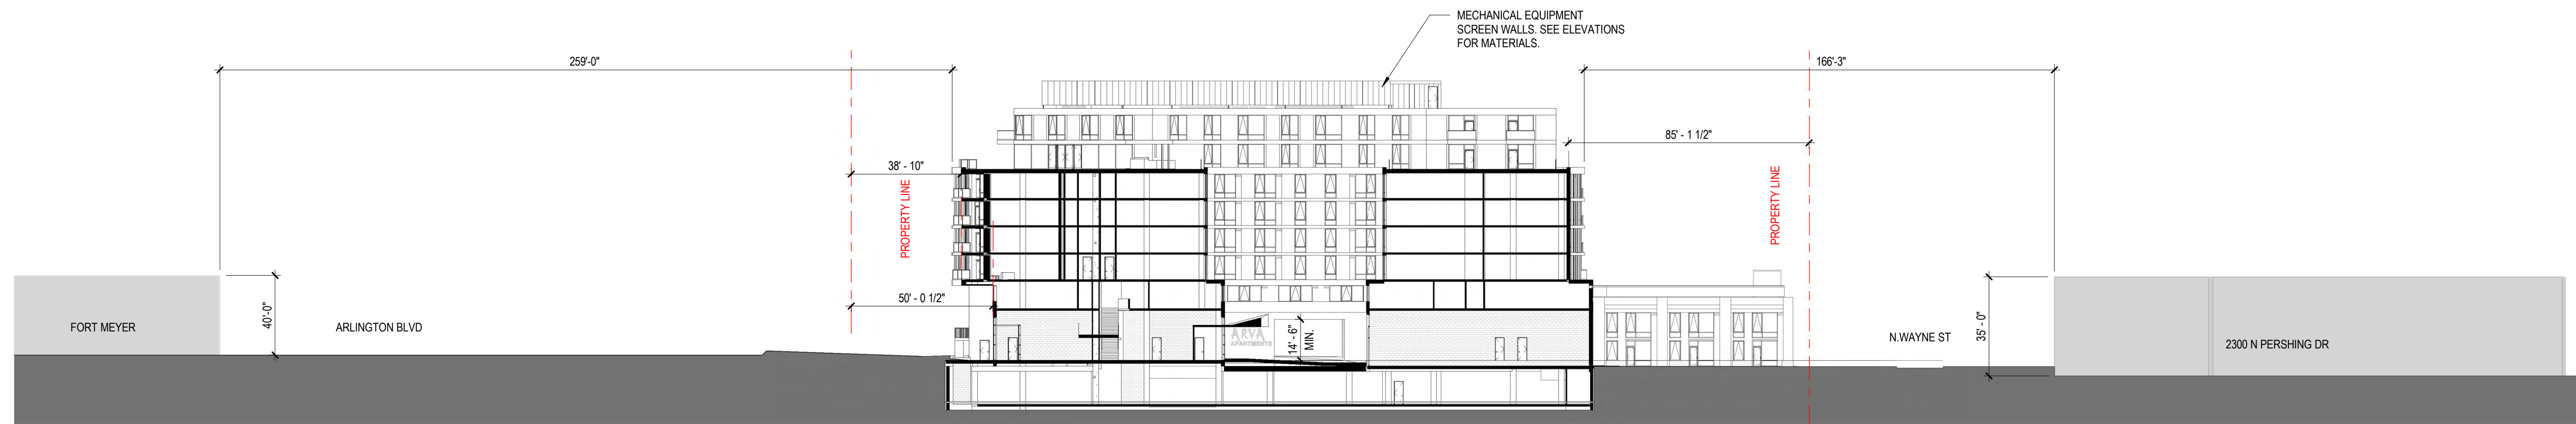 MECHANICAL EQUIPMENT
SCREEN WALLS. SEE ELEVATIONS
FOR MATERIALS.
259'-0"
166'-3"
85' - 1 1/2"
38' - 10"
PROPERTY LINE
PROPERTY LINE
50' - 0 1/2"
40'-0"
FORT MEYER
ARLINGTON BLVD
ARVA
APARTMENTS
14' - 6"
MIN.
N.WAYNE ST
35' - 0"
2300 N PERSHING DR